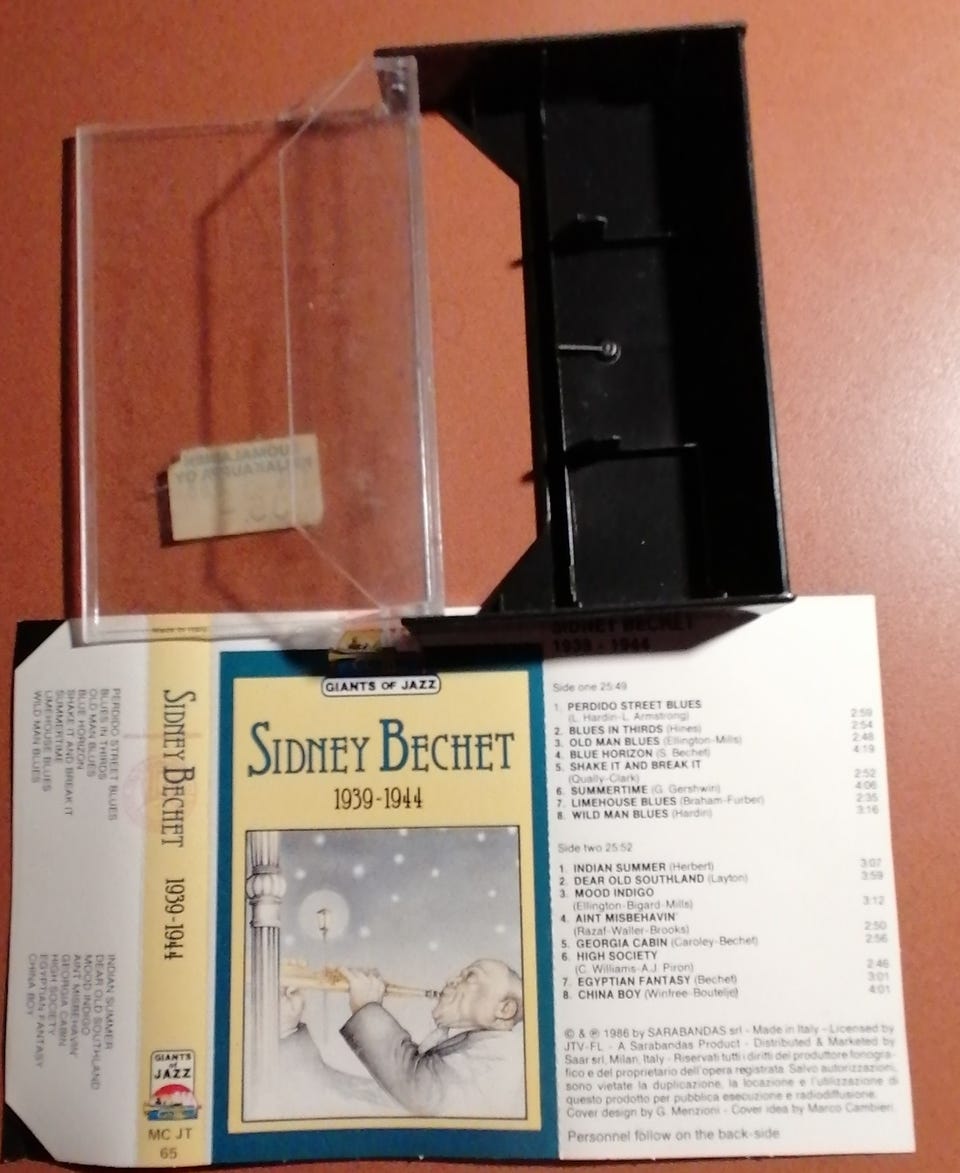 PERDIDO STREET BLUES
BLUES IN THIRDS
OLD MAN BLUES
BLUE HORIZON
SHAKE IT AND BREAK IT
SUMMERTIME
LIMEHOUSE BLUES
WILD MAN BLUES
INDIAN SUMMER
DEAR OLD SOUTHLAND
MOOD INDIGO
AINT MISBEHAVIN'
GEORGIA CABIN
HIGH SOCIETY
EGYPTIAN FANTASY
CHINA BOY
Made in Italy
SIDNEY BECHET 1939-1944
GIANTS
of
JAZZ
MC JT
65
GIANTS OF JAZZ
SIDNEY BECHET
1939-1944
SIDNEY BECHET
1939 - 1944
Side one 25:49
1. PERDIDO STREET BLUES
(L. Hardin-L. Armstrong) 2:59
2. BLUES IN THIRDS (Hines) 2:54
3. OLD MAN BLUES (Ellington-Mills) 2:48
4. BLUE HORIZON (S. Bechet) 4:19
5. SHAKE IT AND BREAK IT
(Qually-Clark) 2:52
6. SUMMERTIME (G. Gershwin) 4:06
7. LIMEHOUSE BLUES (Braham-Furber) 2:35
8. WILD MAN BLUES (Hardin) 3:16
Side two 25:52
1. INDIAN SUMMER (Herbert) 3:07
2. DEAR OLD SOUTHLAND (Layton) 3:59
3. MOOD INDIGO
(Ellington-Bigard-Mills) 3:12
4. AINT MISBEHAVIN'
(Razaf-Waller-Brooks) 2:50
5. GEORGIA CABIN (Caroley-Bechet) 2:56
6. HIGH SOCIETY
(C. Williams-A.J. Piron) 2:46
7. EGYPTIAN FANTASY (Bechet) 3:01
8. CHINA BOY (Winfree-Boutelje) 4:01
© & ℗ 1986 by SARABANDAS srl - Made in Italy - Licensed by
JTV-FL - A Sarabandas Product - Distributed & Marketed by
Saar srl, Milan, Italy - Riservati tutti i diritti del produttore fonogra-
fico e del proprietario dell'opera registrata. Salvo autorizzazioni,
sono vietate la duplicazione, la locazione e l'utilizzazione di
questo prodotto per pubblica esecuzione e radiodiffusione.
Cover design by G. Menzioni - Cover idea by Marco Cambieri.
Personnel follow on the back-side